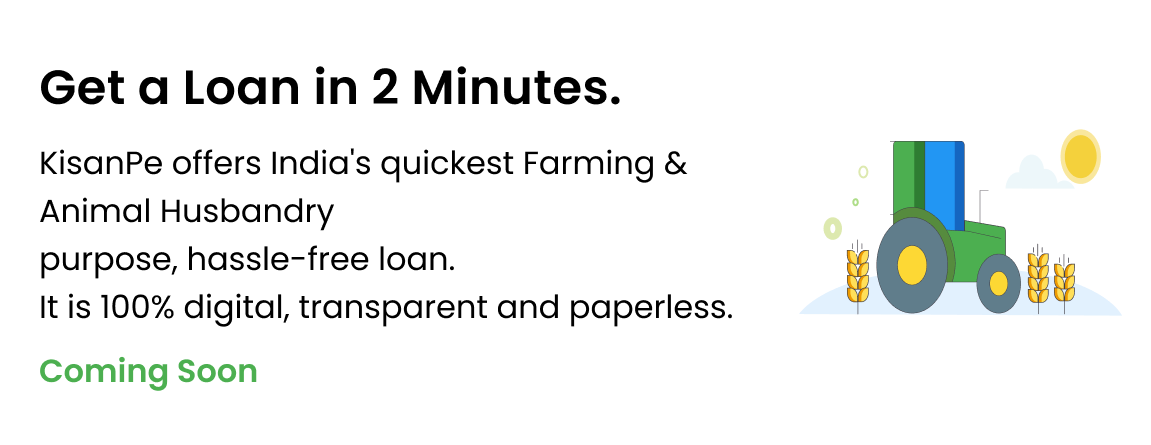 Get a Loan in 2 Minutes.
KisanPe offers India's quickest Farming &
Animal Husbandry
purpose, hassle-free loan.
It is 100% digital, transparent and paperless.
Coming Soon